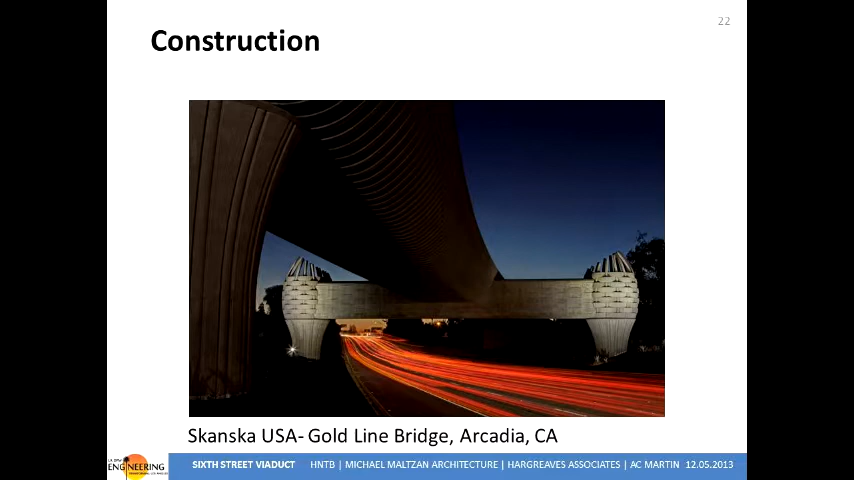 22
Construction
Skanska USA- Gold Line Bridge, Arcadia, CA
ENGINEERING
SIXTH STREET VIADUCT HNTB | MICHAEL MALTZAN ARCHITECTURE | HARGREAVES ASSOCIATES | AC MARTIN 12.05.2013